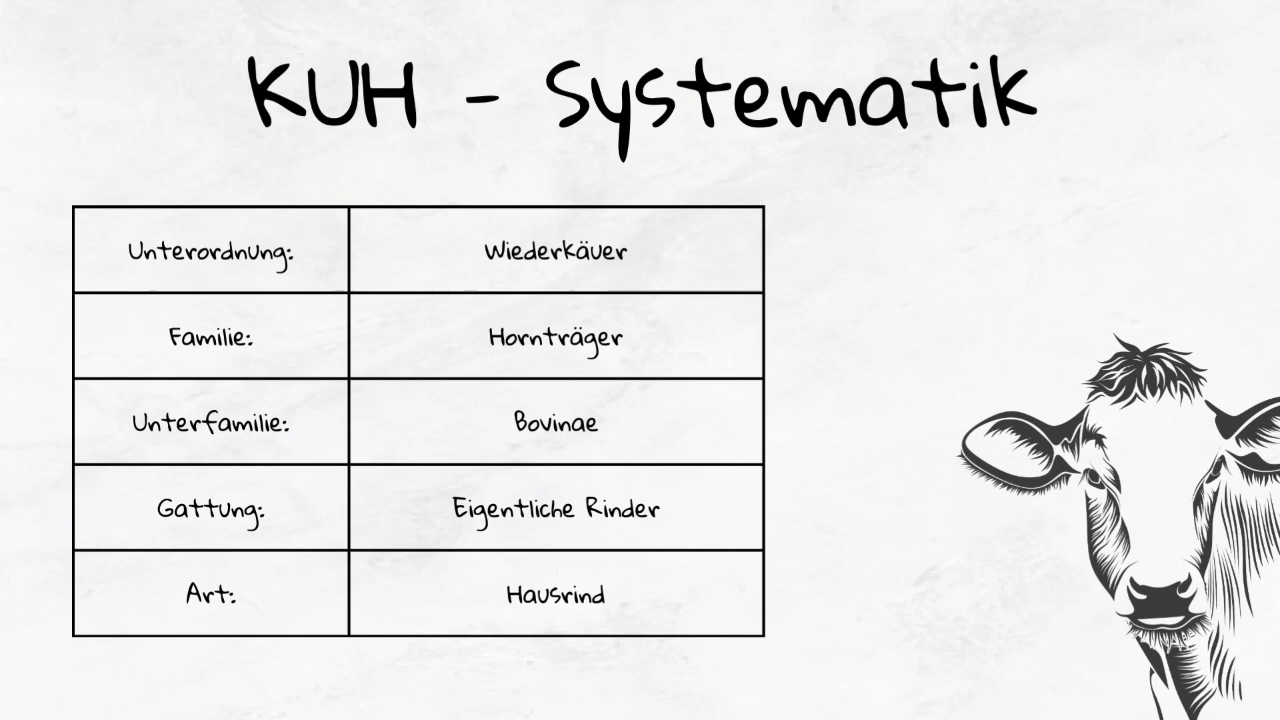 KUH - Systematik
Unterordnung: Wiederkäuer
Familie: Hornträger
Unterfamilie: Bovinae
Gattung: Eigentliche Rinder
Art: Hausrind